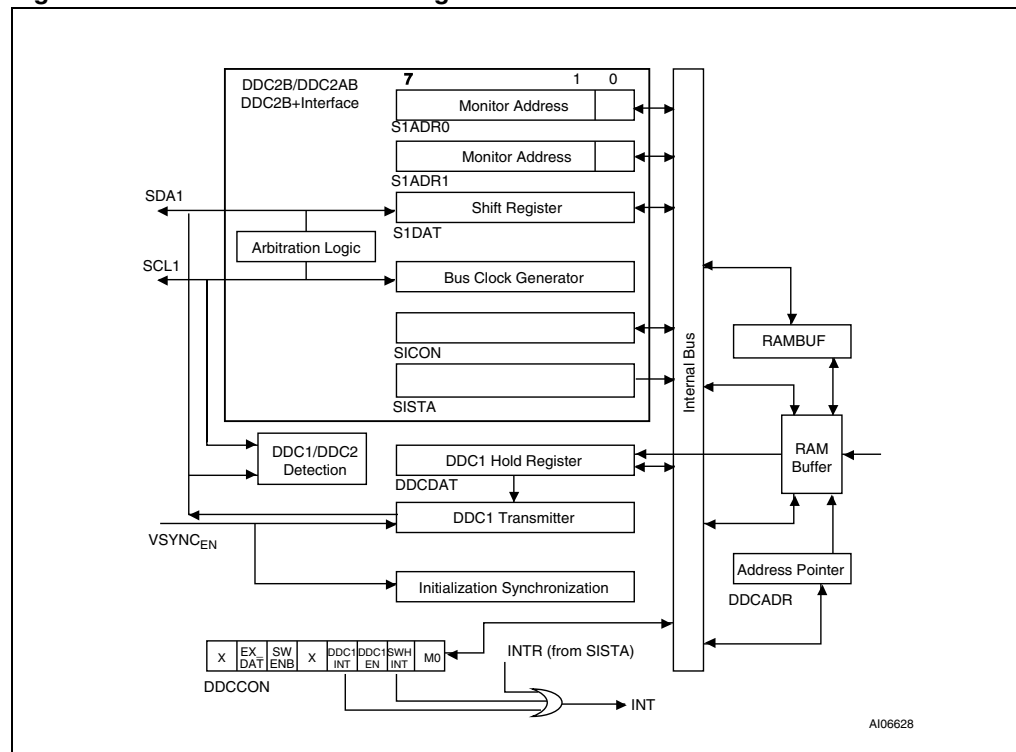 DDC2B/DDC2AB
DDC2B+Interface
7 1 0
Monitor Address
S1ADR0
Monitor Address
S1ADR1
SDA1
Shift Register
S1DAT
Arbitration Logic
SCL1
Bus Clock Generator
Internal Bus
RAMBUF
SICON
SISTA
DDC1/DDC2
Detection
DDC1 Hold Register
DDCDAT
RAM
Buffer
DDC1 Transmitter
VSYNCEN
Initialization Synchronization
Address Pointer
DDCADR
X EX_DAT SW ENB X DDC1 INT DDC1 EN SWH INT M0
DDCCON
INTR (from SISTA)
INT
AI06628